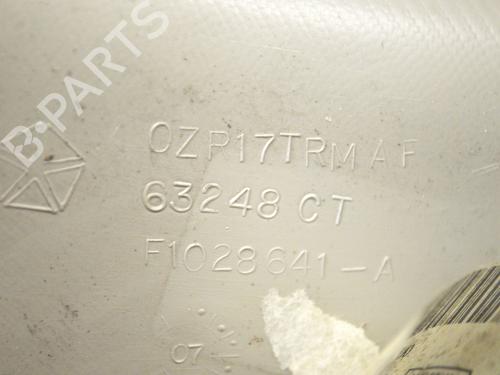 B-PARTS
0ZP17TRMAF
63248 CT
F1028641-A
07